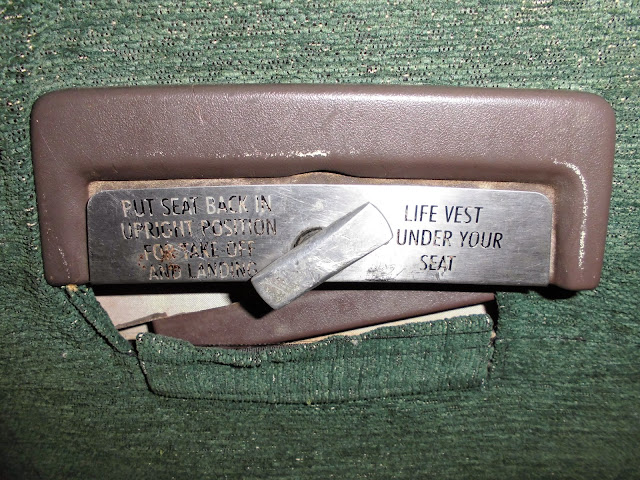 PUT SEAT BACK IN
UPRIGHT POSITION
FOR TAKE-OFF
AND LANDING
LIFE VEST
UNDER YOUR
SEAT